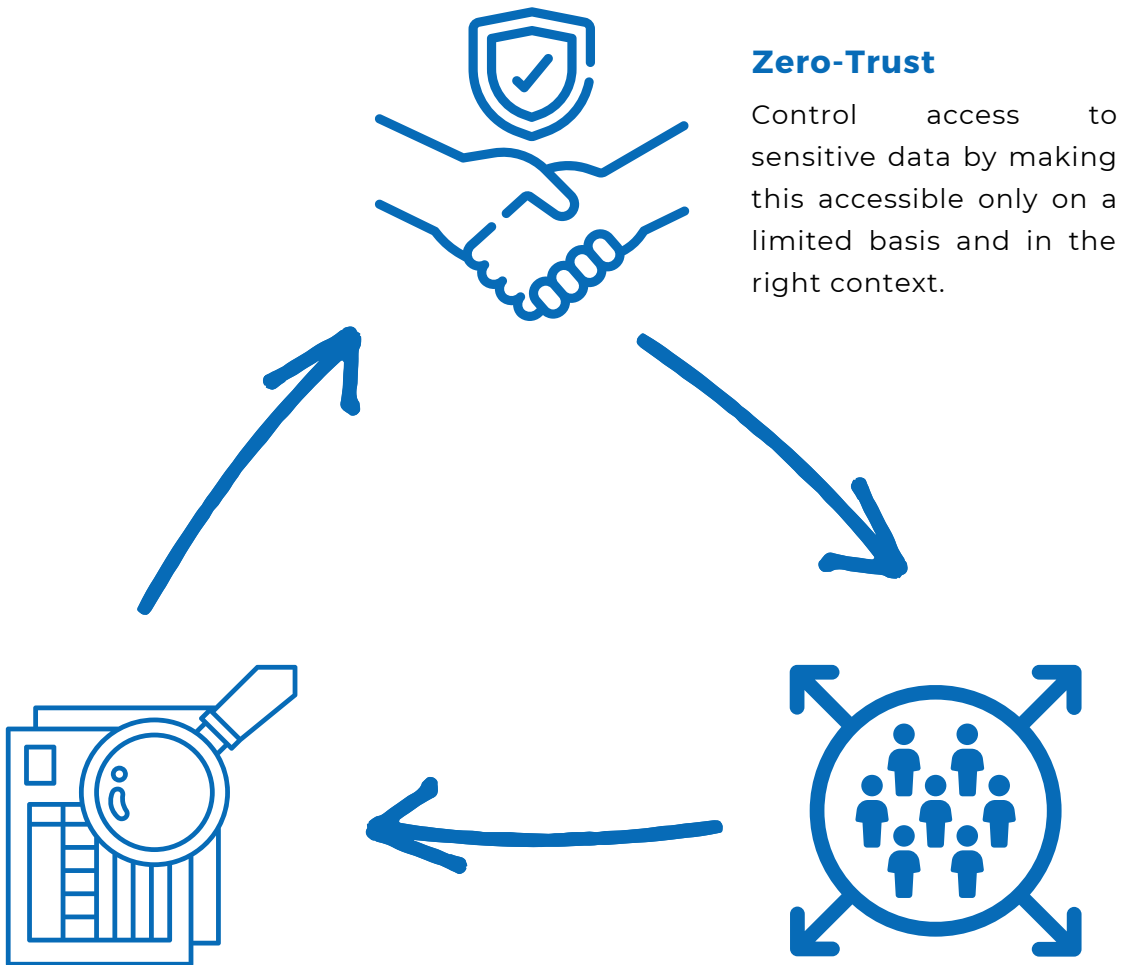 Zero-Trust
Control access to
sensitive data by making
this accessible only on a
limited basis and in the
right context.